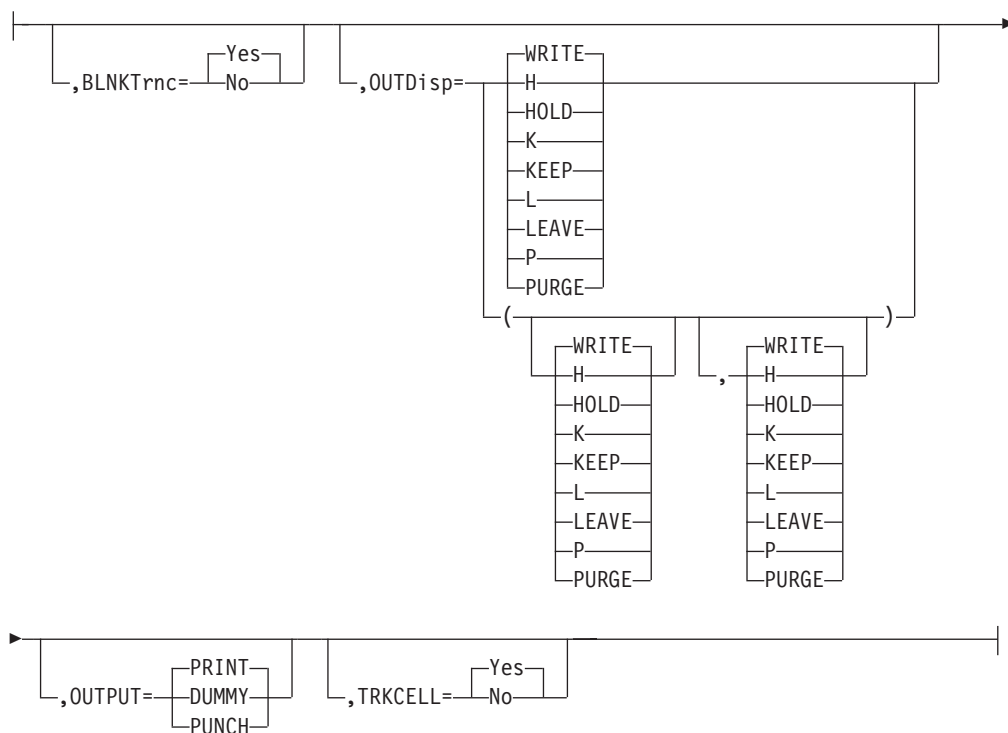 ,BLNKTrnc=
Yes
No
,OUTDisp=
WRITE
H
HOLD
K
KEEP
L
LEAVE
P
PURGE
(
WRITE
H
HOLD
K
KEEP
L
LEAVE
P
PURGE
,
WRITE
H
HOLD
K
KEEP
L
LEAVE
P
PURGE
)
,OUTPUT=
PRINT
DUMMY
PUNCH
,TRKCELL=
Yes
No